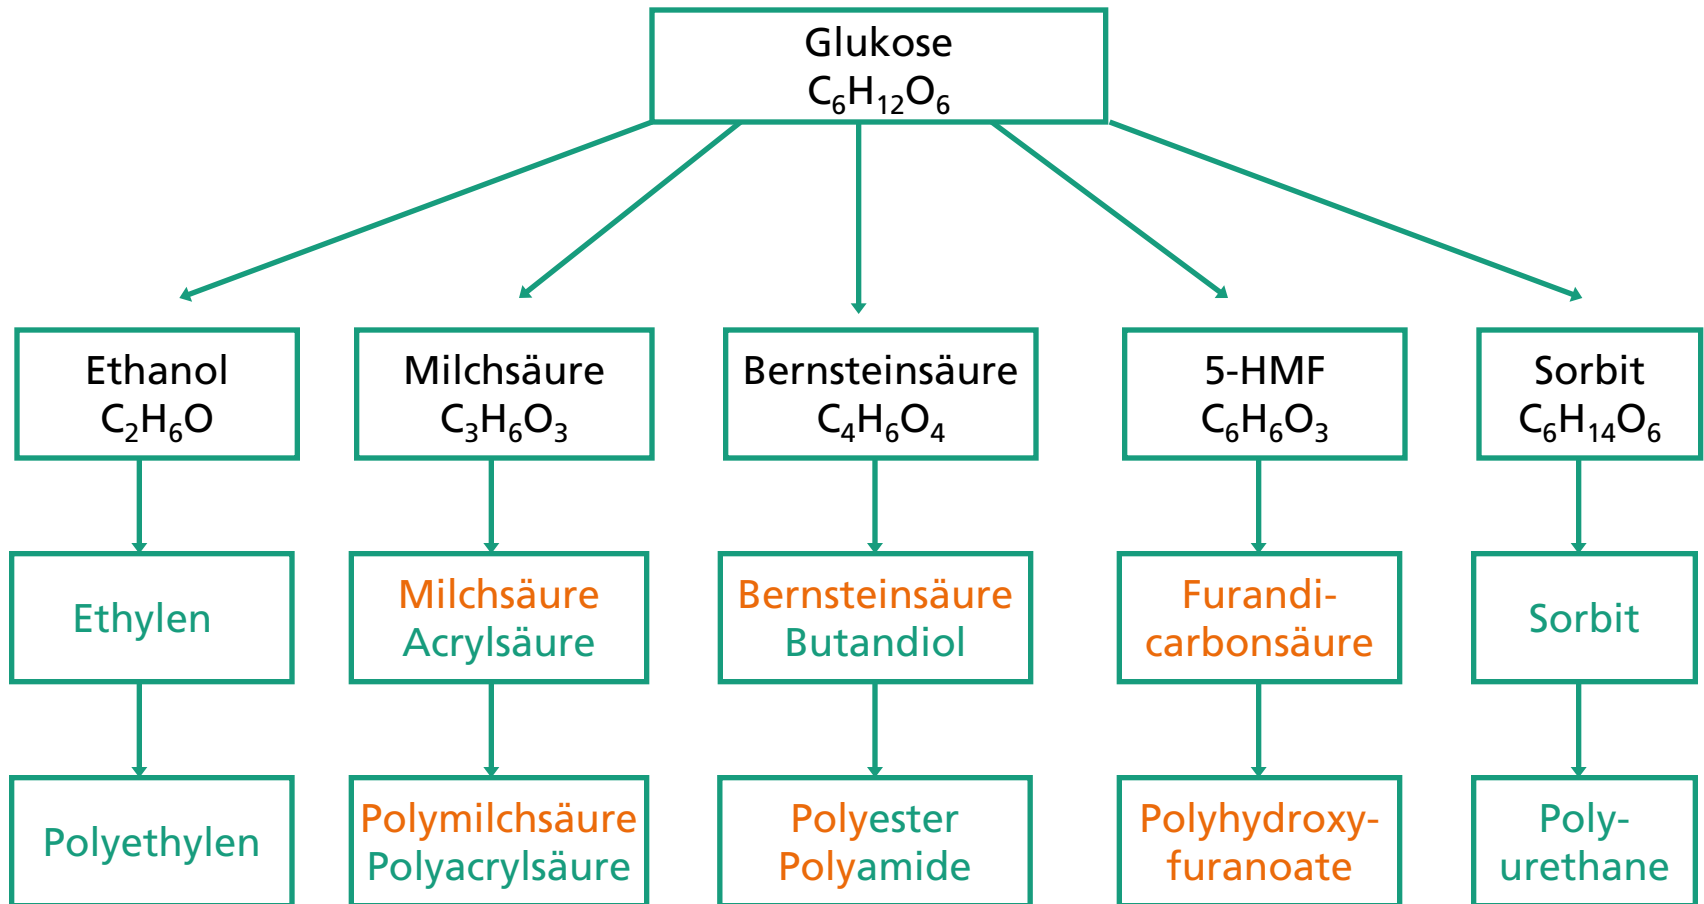 Glukose
C₆H₁₂O₆
Ethanol
C₂H₆O
Milchsäure
C₃H₆O₃
Bernsteinsäure
C₄H₆O₄
5-HMF
C₆H₆O₃
Sorbit
C₆H₁₄O₆
Ethylen
Milchsäure
Acrylsäure
Bernsteinsäure
Butandiol
Furandi-
carbonsäure
Sorbit
Polyethylen
Polymilchsäure
Polyacrylsäure
Polyester
Polyamide
Polyhydroxy-
furanoate
Poly-
urethane